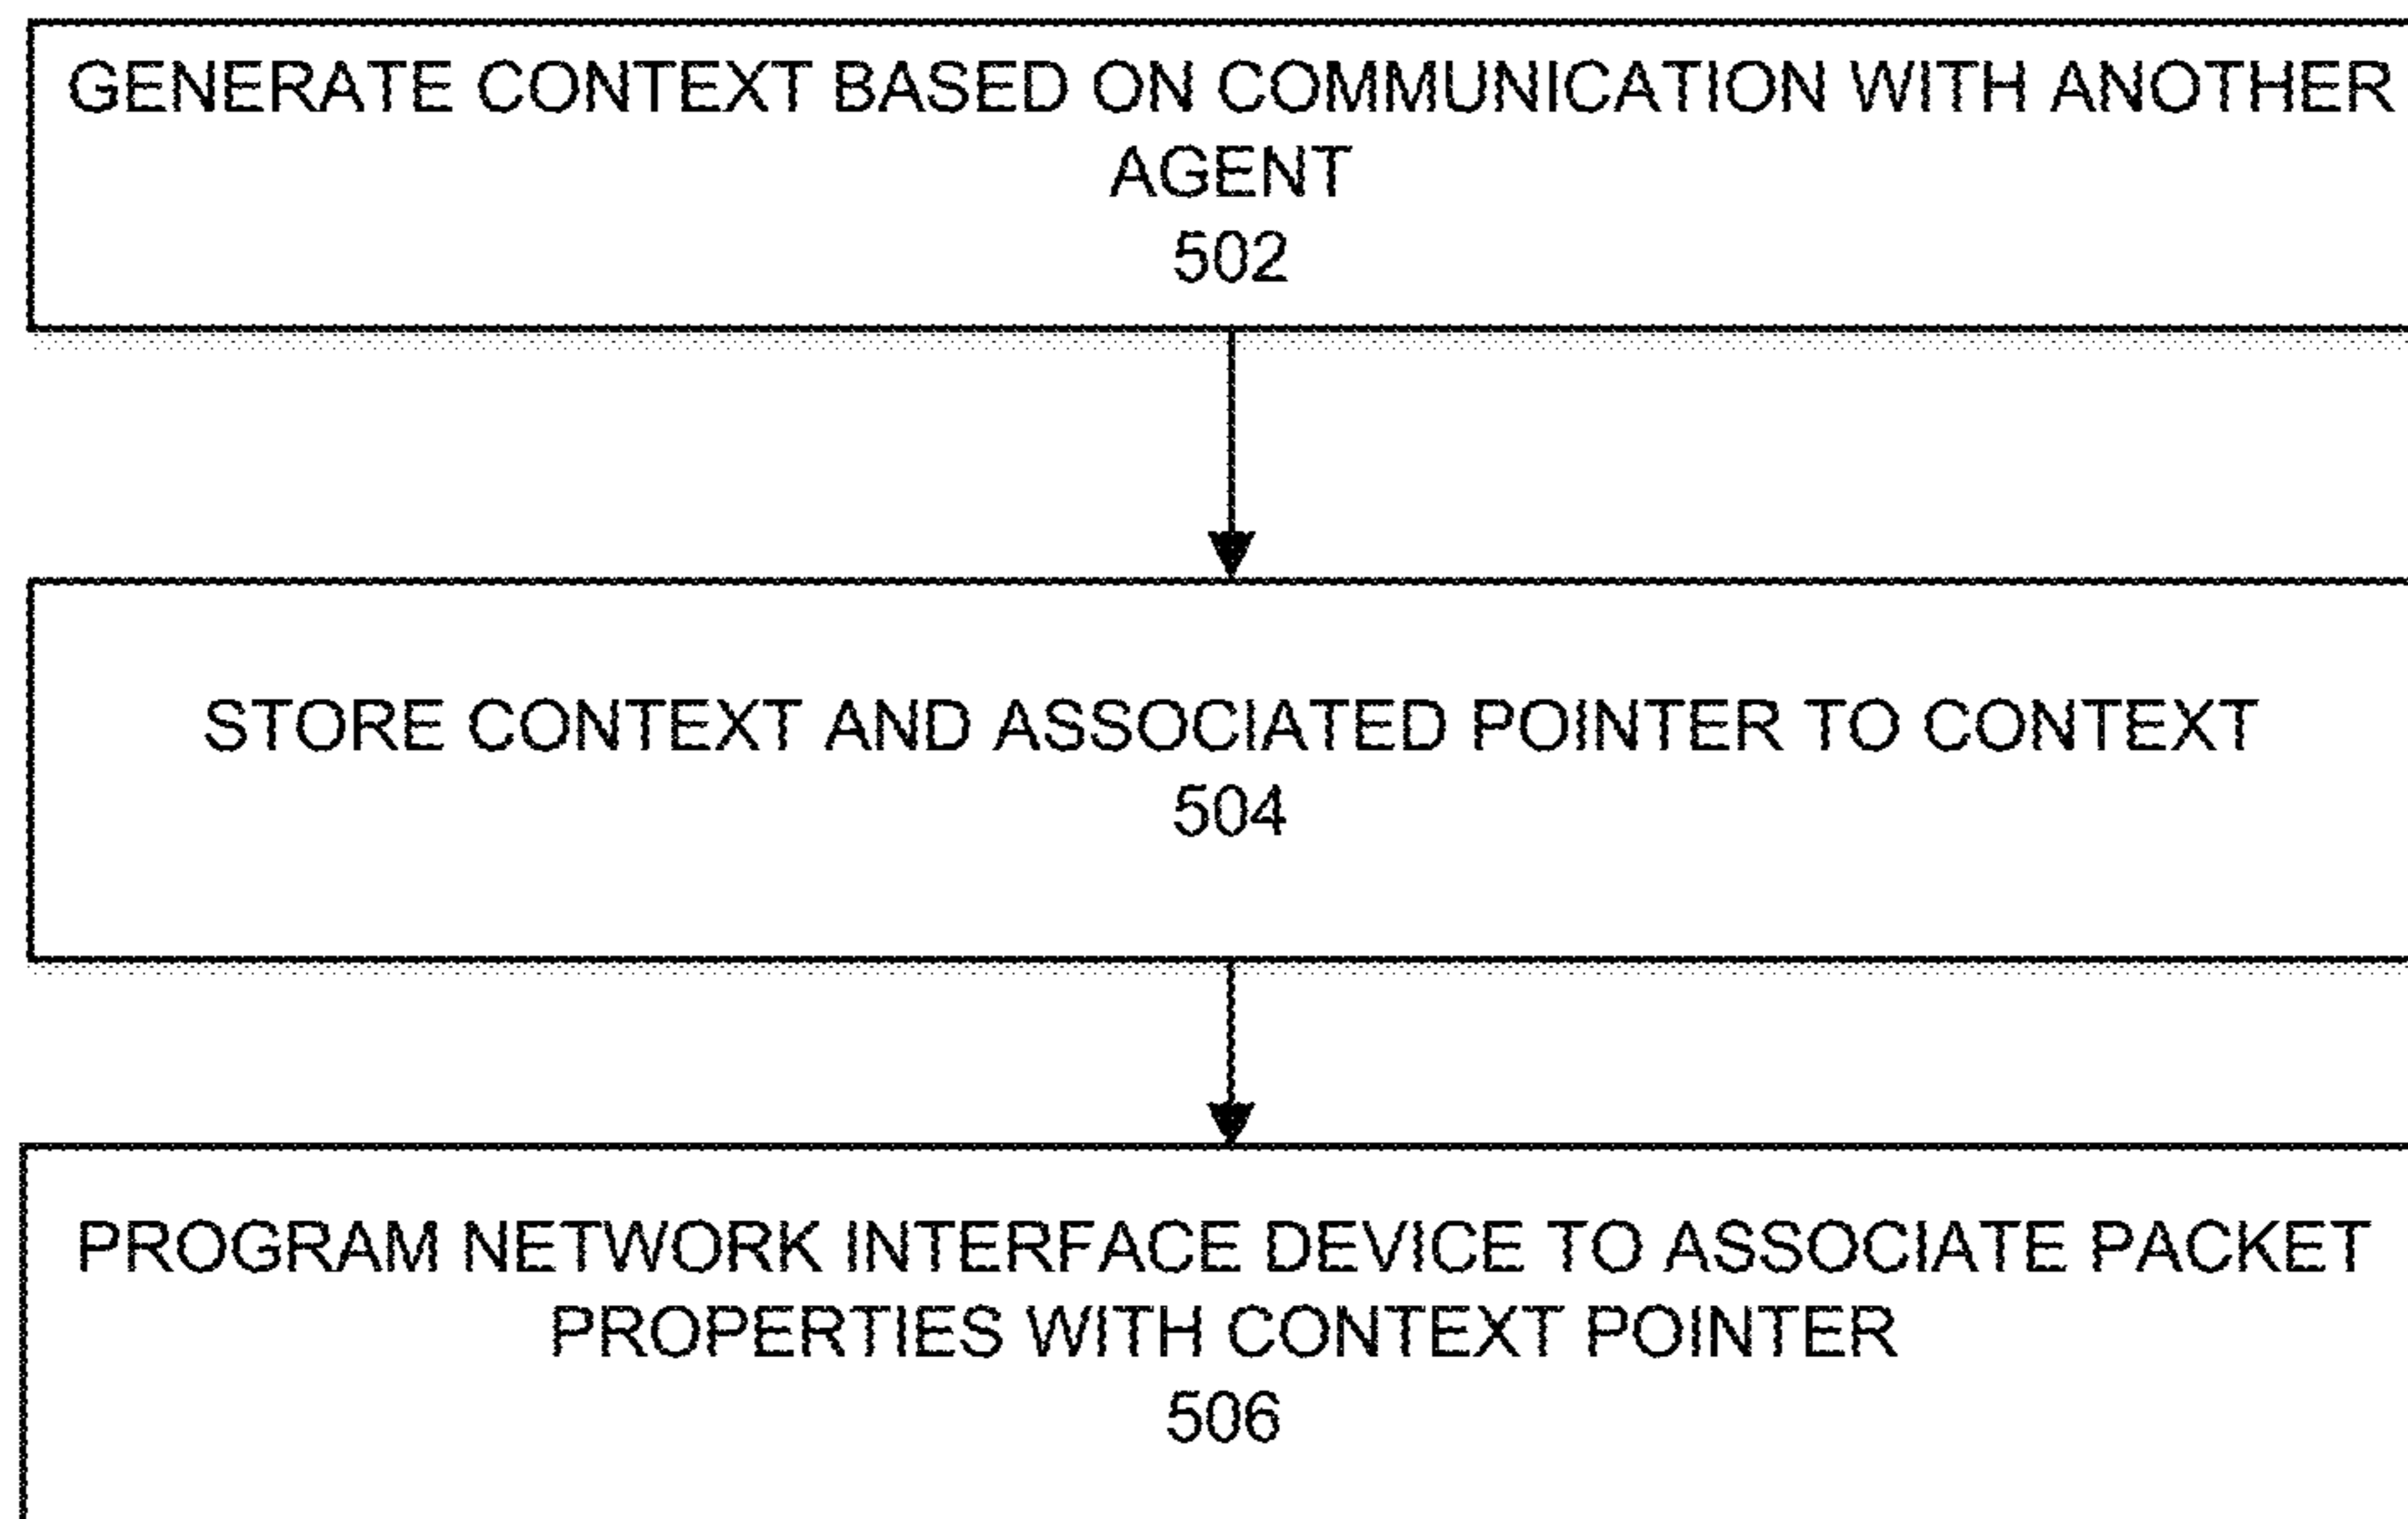 GENERATE CONTEXT BASED ON COMMUNICATION WITH ANOTHER
AGENT
502
STORE CONTEXT AND ASSOCIATED POINTER TO CONTEXT
504
PROGRAM NETWORK INTERFACE DEVICE TO ASSOCIATE PACKET
PROPERTIES WITH CONTEXT POINTER
506